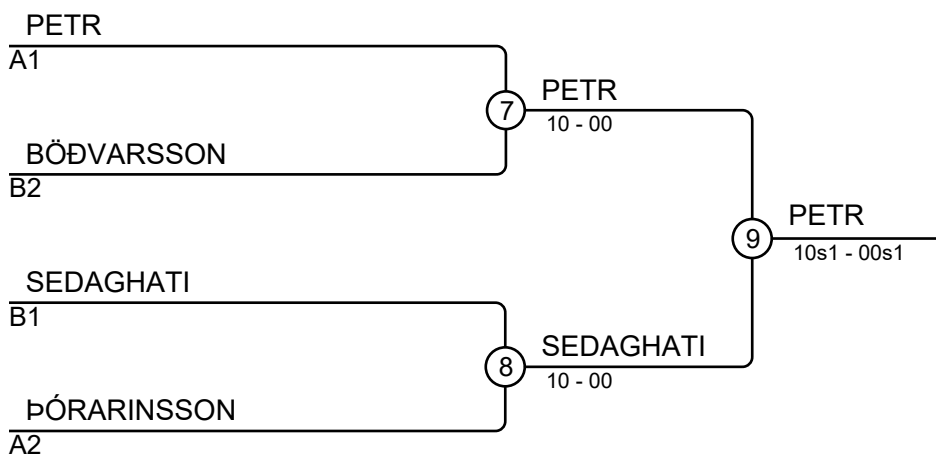 PETR
A1
7
PETR
10 - 00
BÖÐVARSSON
B2
9
PETR
10s1 - 00s1
SEDAGHATI
B1
8
SEDAGHATI
10 - 00
ÞÓRARINSSON
A2